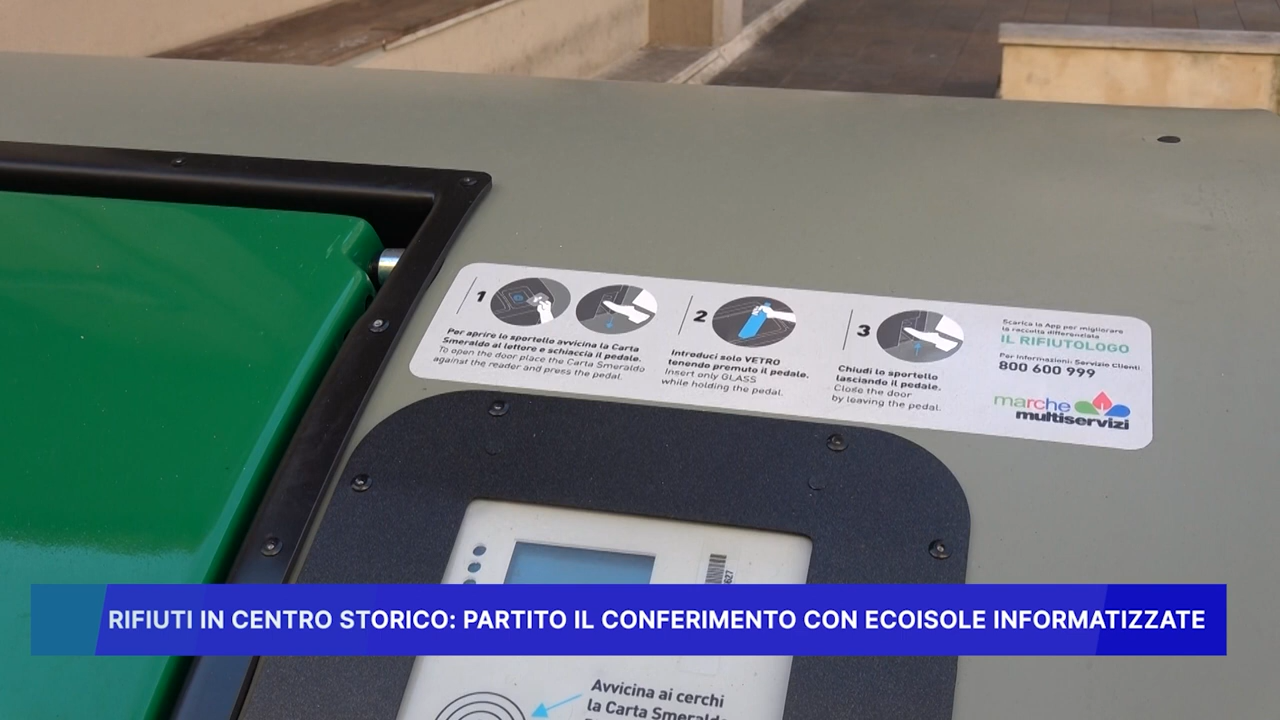 1
Per aprire lo sportello avvicina la Carta
Smeraldo al lettore e schiaccia il pedale.
To open the door place the Carta Smeraldo
against the reader and press the pedal.
2
Introduci solo VETRO
tenendo premuto il pedale.
Insert only GLASS
while holding the pedal.
3
Chiudi lo sportello
lasciando il pedale.
Close the door
by leaving the pedal.
Scarica la App per migliorare
la raccolta differenziata
IL RIFIUTOLOGO
Per informazioni: Servizio Clienti
800 600 999
marche
multiservizi
RIFIUTI IN CENTRO STORICO: PARTITO IL CONFERIMENTO CON ECOISOLE INFORMATIZZATE
Avvicina ai cerchi
la Carta Smeraldo